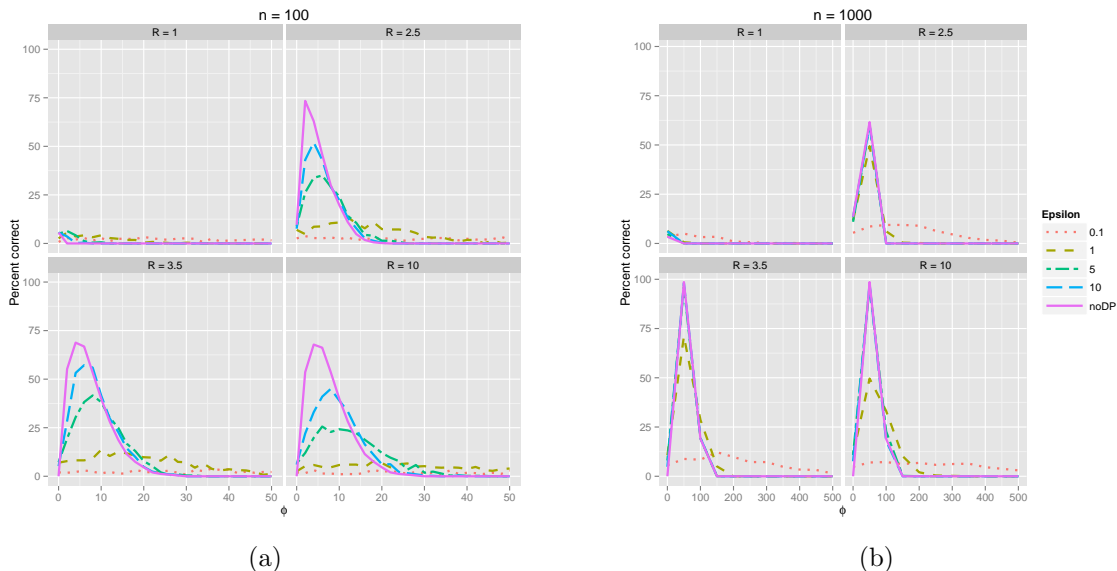 n = 100
R = 1
R = 2.5
100
75
50
25
0
R = 3.5
R = 10
100
75
50
25
0
0 10 20 30 40 50
0 10 20 30 40 50
Percent correct
ϕ
(a)
n = 1000
R = 1
R = 2.5
100
75
50
25
0
R = 3.5
R = 10
100
75
50
25
0
0 100 200 300 400 500
0 100 200 300 400 500
Percent correct
ϕ
(b)
Epsilon
0.1
1
5
10
noDP